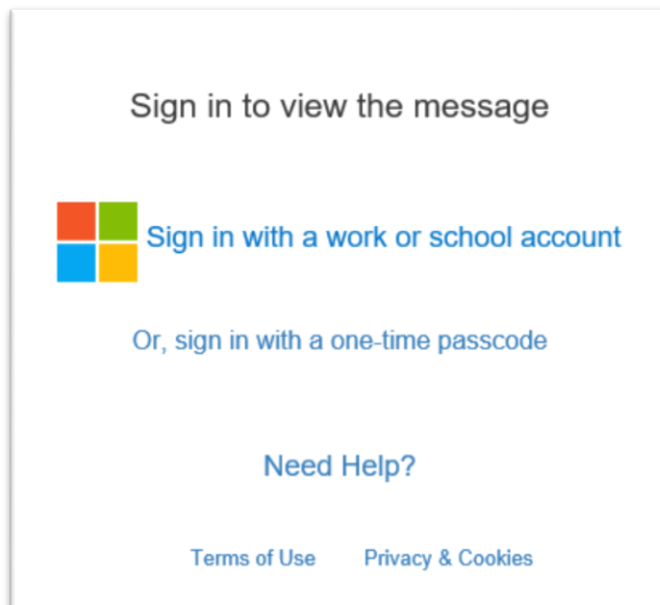 Sign in to view the message
Sign in with a work or school account
Or, sign in with a one-time passcode
Need Help?
Terms of Use Privacy & Cookies